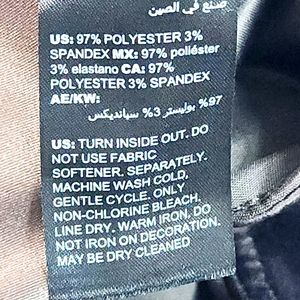 صنع في الصين
US: 97% POLYESTER 3%
SPANDEX MX: 97% poliéster
3% elastano CA: 97%
POLYESTER 3% SPANDEX
AE/KW:
97% بوليستر 3% سبانديكس
US: TURN INSIDE OUT. DO
NOT USE FABRIC
SOFTENER. SEPARATELY.
MACHINE WASH COLD,
GENTLE CYCLE. ONLY
NON-CHLORINE BLEACH.
LINE DRY. WARM IRON. DO
NOT IRON ON DECORATION.
MAY BE DRY CLEANED